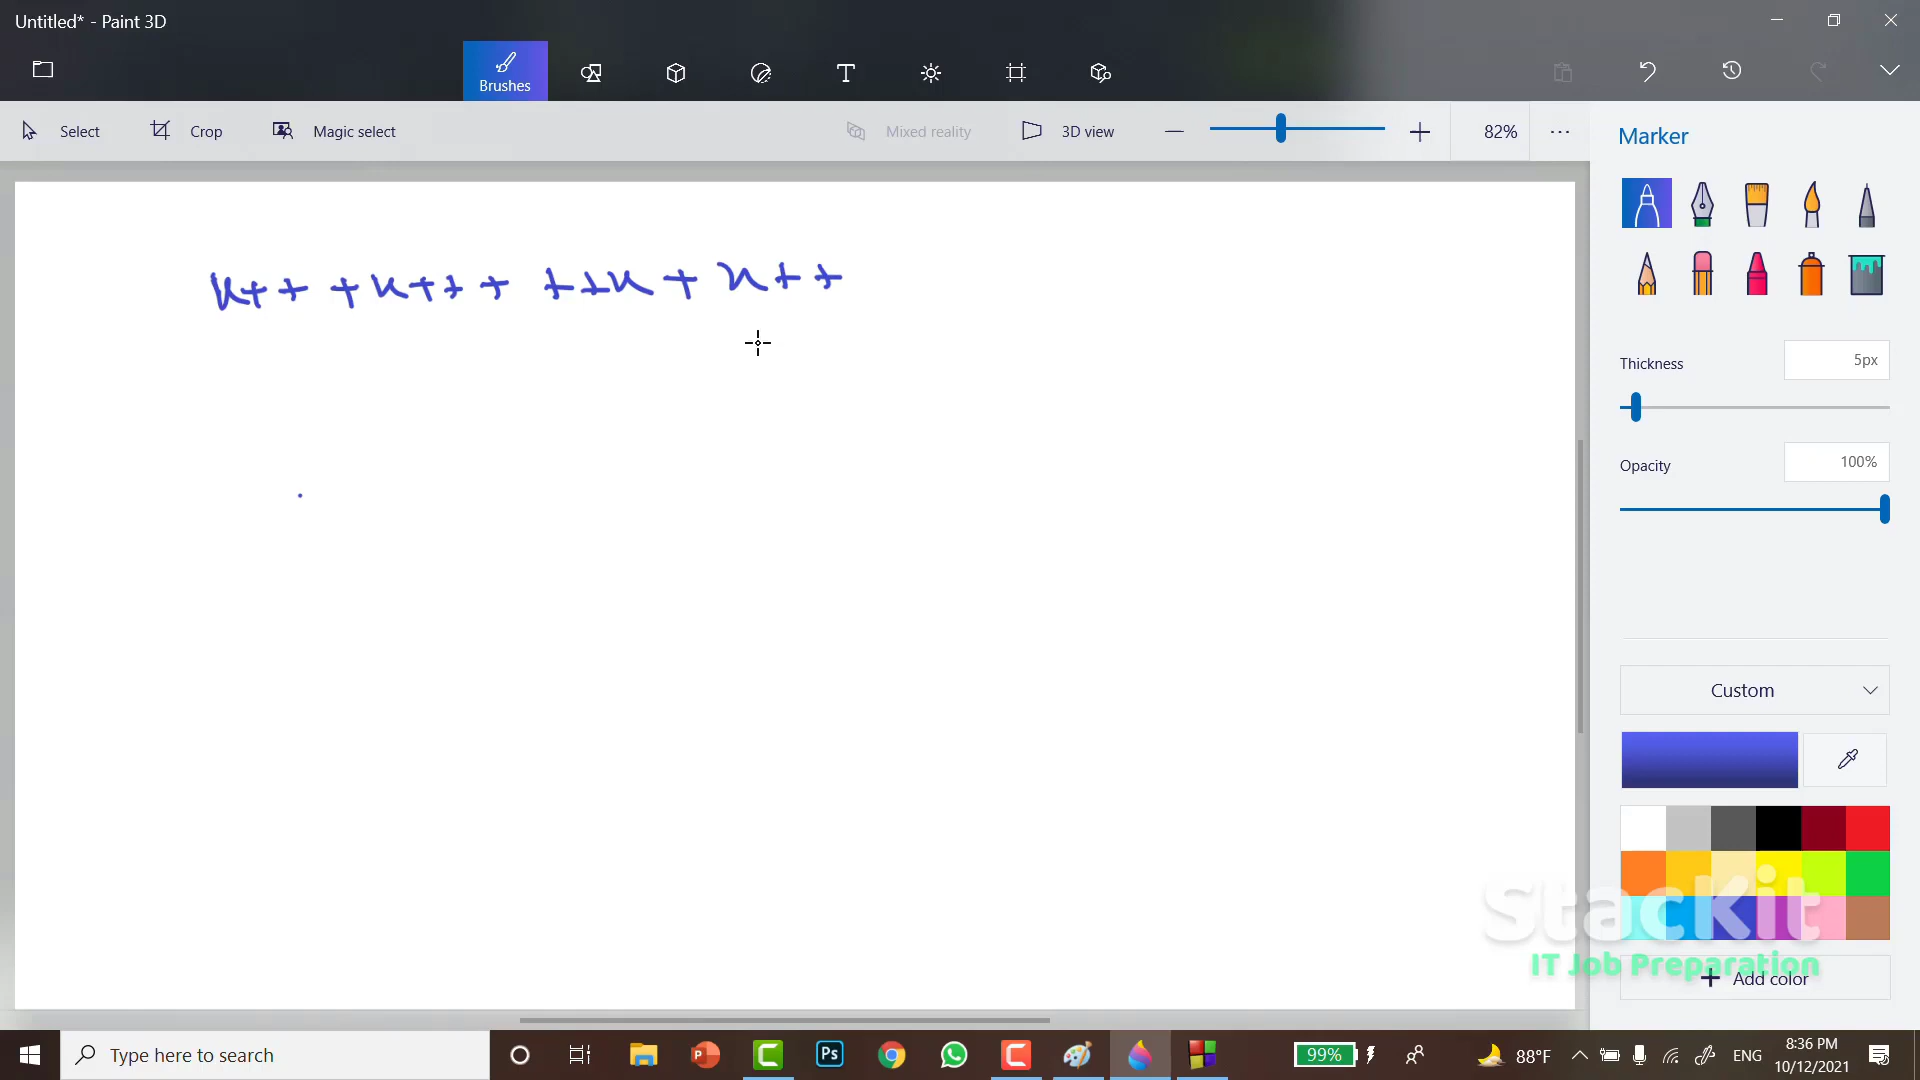 Untitled* - Paint 3D
Brushes
Select
Crop
Magic select
Mixed reality
3D view
82%
Marker
x++ + x++ + ++x + x++
Thickness
5px
Opacity
100%
Custom
Stackit
IT Job Preparation
Add color
Type here to search
Ps
99%
88°F
ENG
8:36 PM
10/12/2021